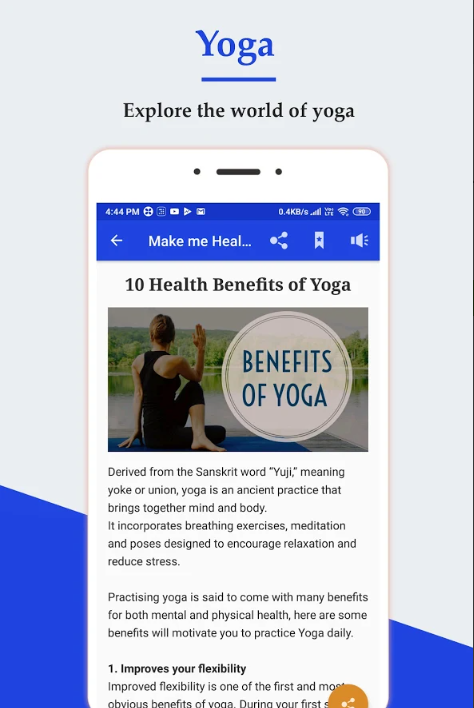 Yoga
Explore the world of yoga
4:44 PM 0.4KB/s VoLTE 90
Make me Heal...
10 Health Benefits of Yoga
BENEFITS
OF YOGA
Derived from the Sanskrit word “Yuji,” meaning
yoke or union, yoga is an ancient practice that
brings together mind and body.
It incorporates breathing exercises, meditation
and poses designed to encourage relaxation and
reduce stress.
Practising yoga is said to come with many benefits
for both mental and physical health, here are some
benefits will motivate you to practice Yoga daily.
1. Improves your flexibility
Improved flexibility is one of the first and most
obvious benefits of yoga. During your first